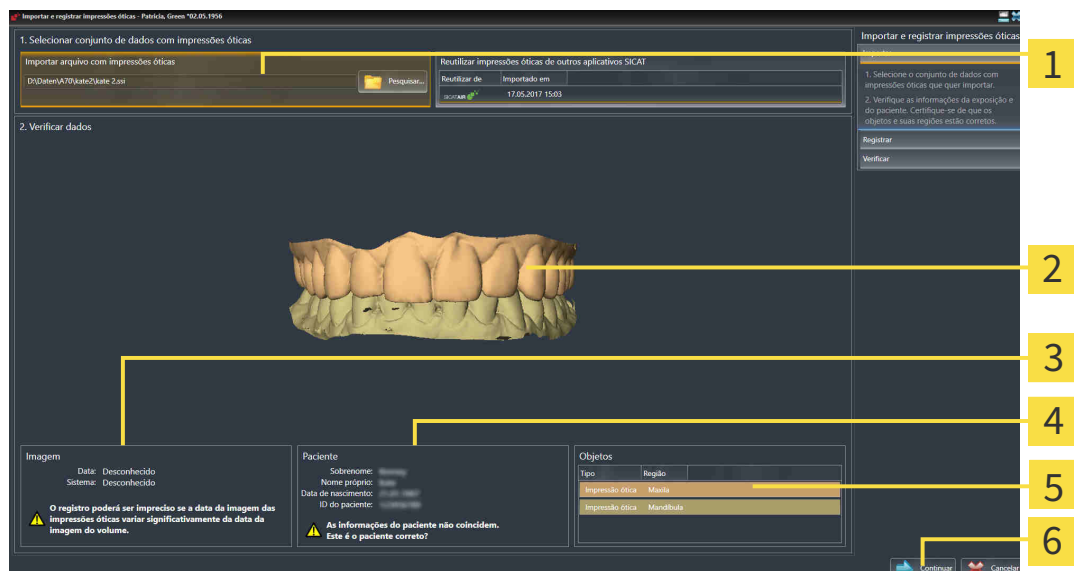 Importar e registrar impressões óticas - Patricia, Green *02.05.1956
1. Selecionar conjunto de dados com impressões óticas
Importar arquivo com impressões óticas
D:\Daten\A70\kate2\kate 2.ssi
Pesquisar...
Reutilizar impressões óticas de outros aplicativos SICAT
Reutilizar de Importado em
SICAT AIR 17.05.2017 15:03
2. Verificar dados
Imagem
Data: Desconhecido
Sistema: Desconhecido
O registro poderá ser impreciso se a data da imagem das
impressões óticas variar significativamente da data da
imagem do volume.
Paciente
Sobrenome:
Nome próprio:
Data de nascimento:
ID do paciente:
As informações do paciente não coincidem.
Este é o paciente correto?
Objetos
Tipo Região
Impressão ótica Maxila
Impressão ótica Mandíbula
Importar e registrar impressões óticas
1. Selecione o conjunto de dados com
impressões óticas que quer importar.
2. Verifique as informações da exposição e
do paciente. Certifique-se de que os
objetos e suas regiões estão corretos.
Registrar
Verificar
Continuar
Cancelar
1
2
3
4
5
6